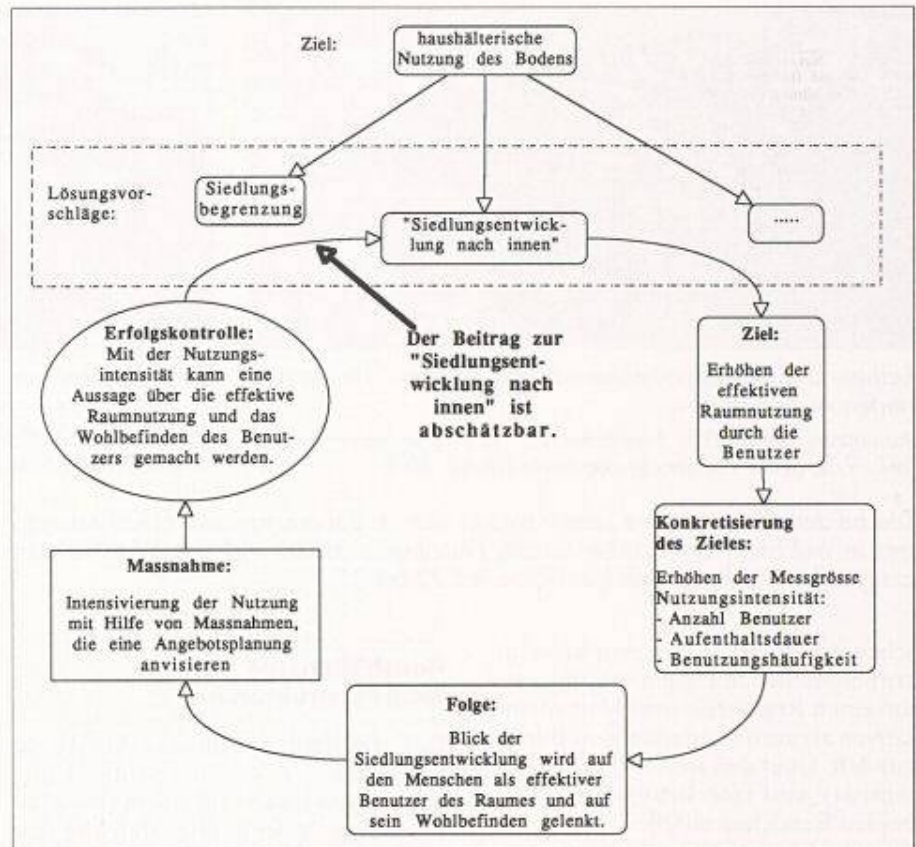 Ziel:
haushälterische
Nutzung des Bodens
Lösungsvor-
schläge:
Siedlungs-
begrenzung
"Siedlungsentwick-
lung nach innen"
.....
Erfolgskontrolle:
Mit der Nutzungs-
intensität kann eine
Aussage über die effektive
Raumnutzung und das
Wohlbefinden des Benut-
zers gemacht werden.
Der Beitrag zur
"Siedlungsent-
wicklung nach
innen" ist
abschätzbar.
Ziel:
Erhöhen der
effektiven
Raumnutzung
durch die
Benutzer
Konkretisierung
des Zieles:
Erhöhen der Messgrösse
Nutzungsintensität:
- Anzahl Benutzer
- Aufenthaltsdauer
- Benutzungshäufigkeit
Massnahme:
Intensivierung der Nutzung
mit Hilfe von Massnahmen,
die eine Angebotsplanung
anvisieren
Folge:
Blick der
Siedlungsentwicklung wird auf
den Menschen als effektiver
Benutzer des Raumes und auf
sein Wohlbefinden gelenkt.